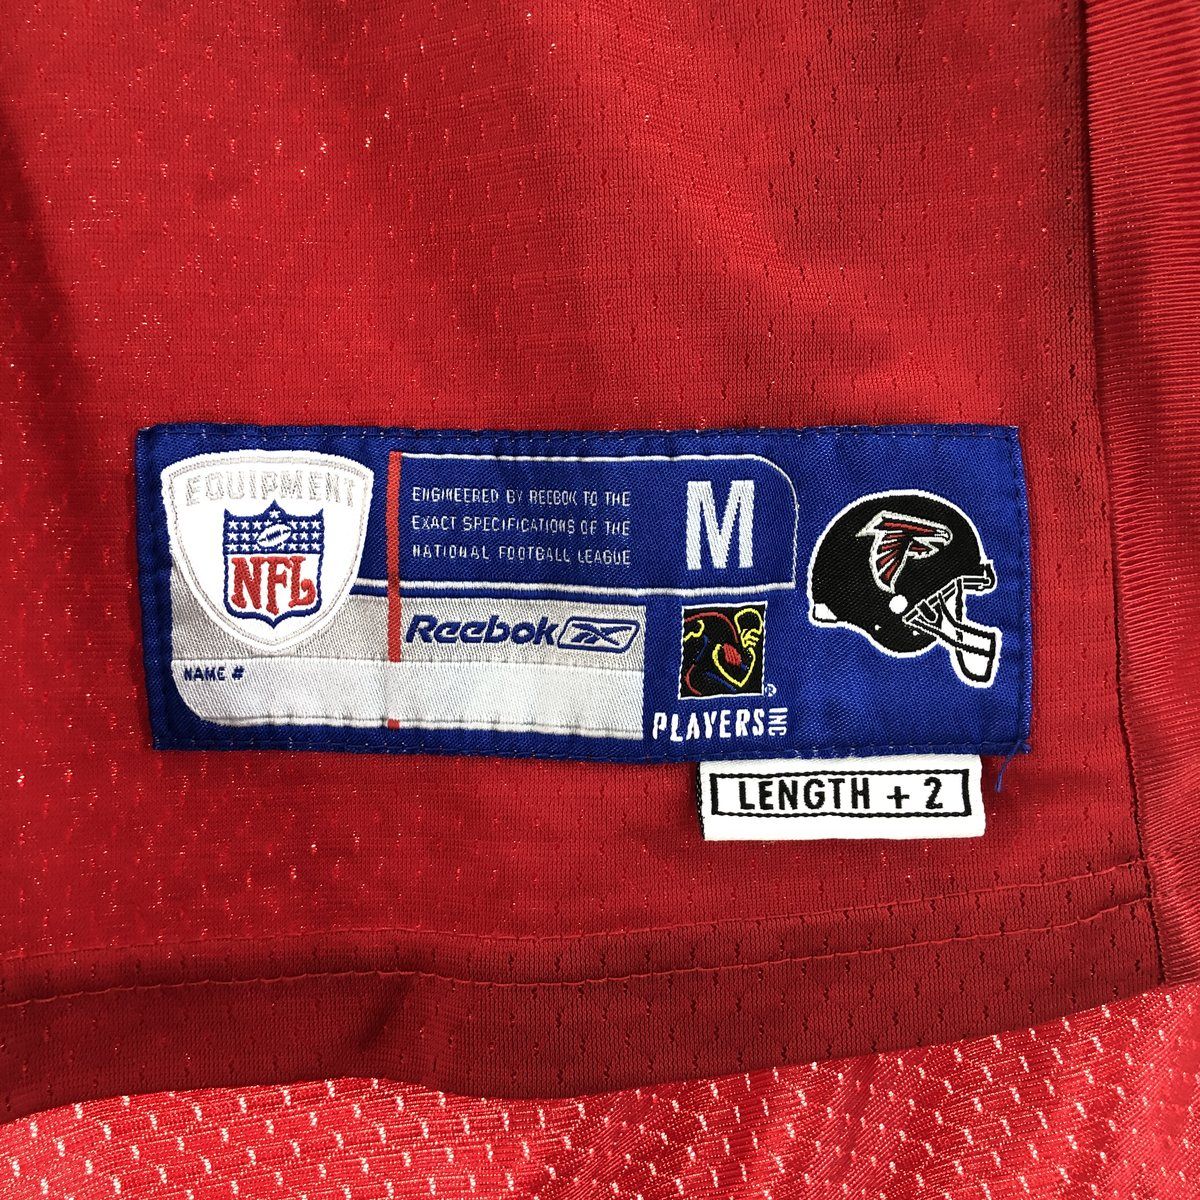 EQUIPMENT
NFL
ENGINEERED BY REEBOK TO THE
EXACT SPECIFICATIONS OF THE
NATIONAL FOOTBALL LEAGUE
M
Reebok
NAME #
PLAYERS INC
®
LENGTH + 2